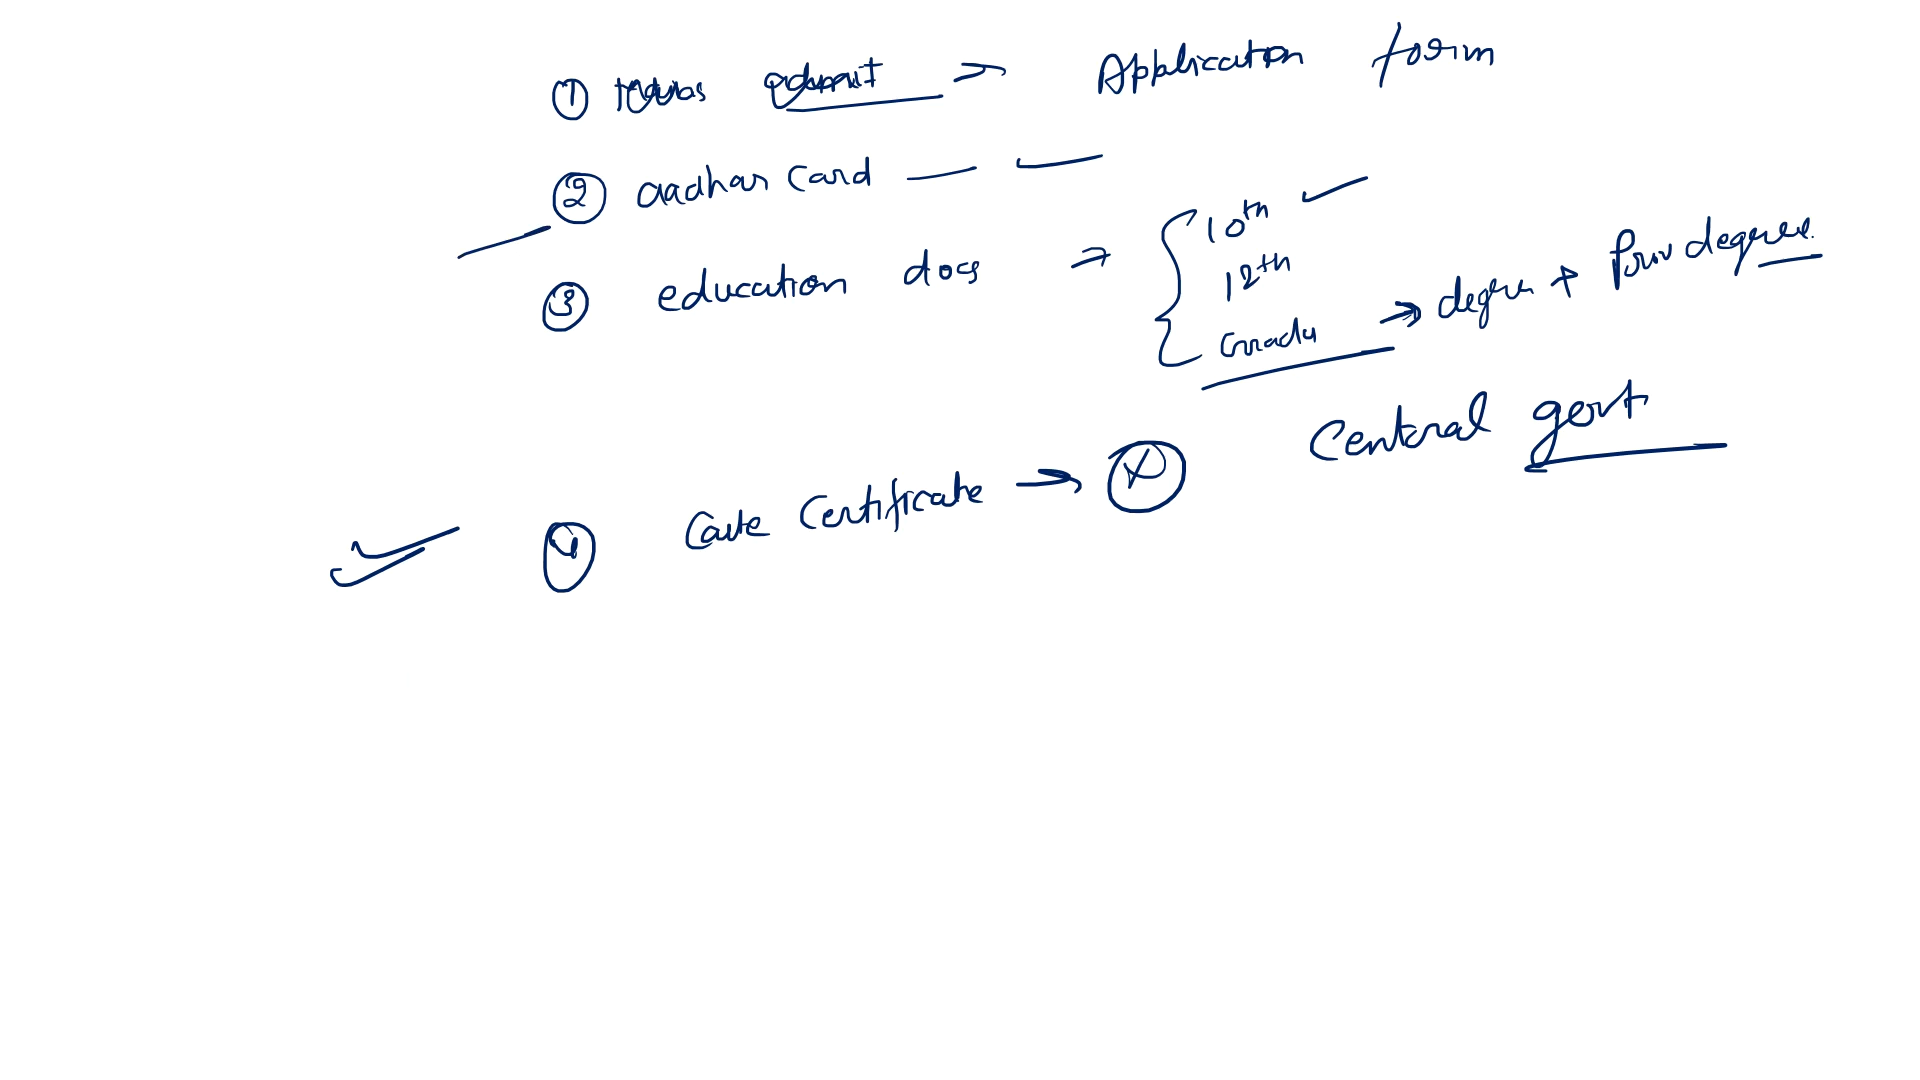 ① admit → Application form
② aadhar card —
③ education docs → { 10th ✓
12th
Gradu → degree + Prov degree.
④ Caste Certificate → ⓧ Central govt